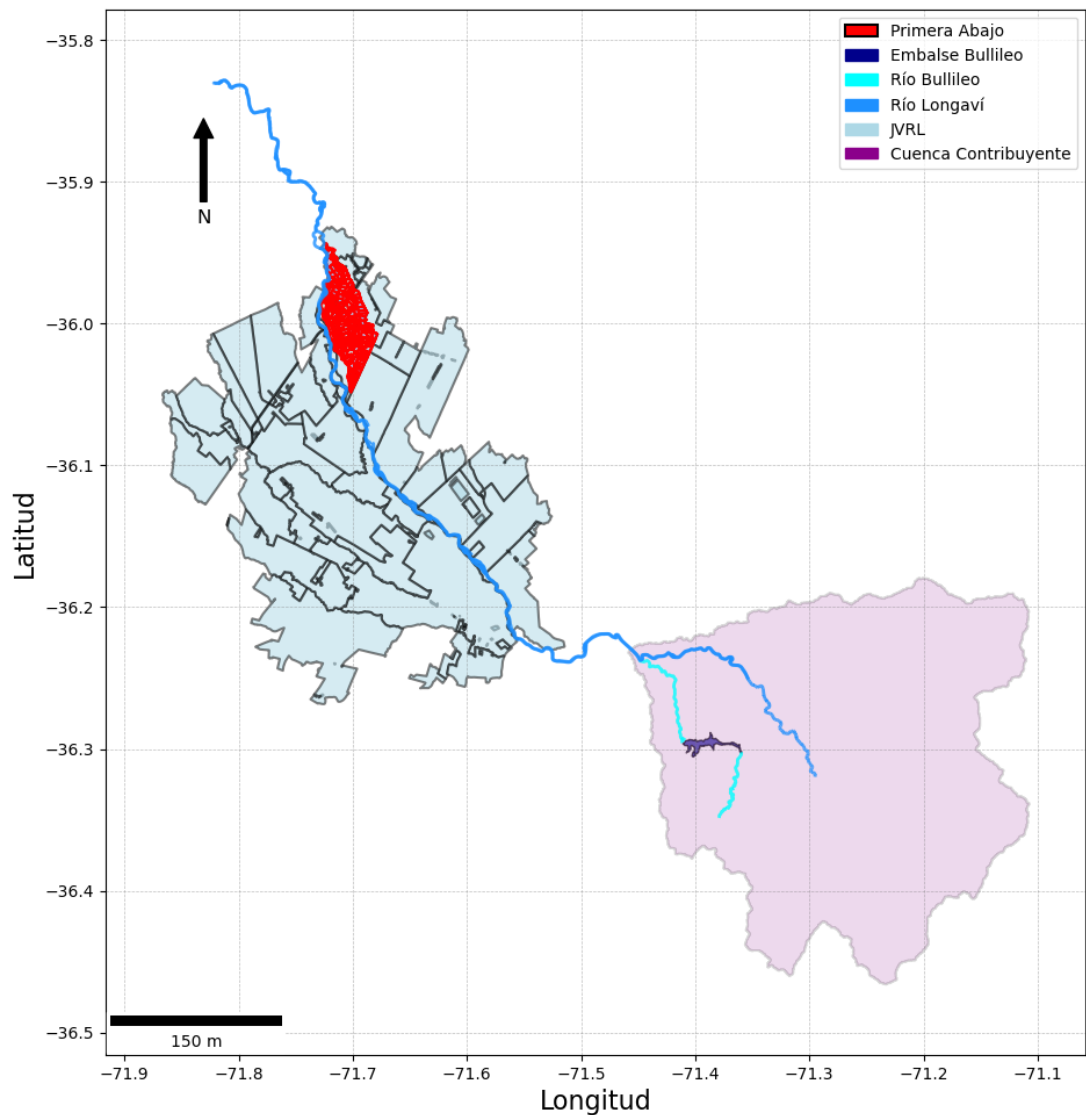 Primera Abajo
Embalse Bullileo
Río Bullileo
Río Longaví
JVRL
Cuenca Contribuyente
N
−35.8
−35.9
−36.0
−36.1
−36.2
−36.3
−36.4
−36.5
Latitud
150 m
−71.9
−71.8
−71.7
−71.6
−71.5
−71.4
−71.3
−71.2
−71.1
Longitud